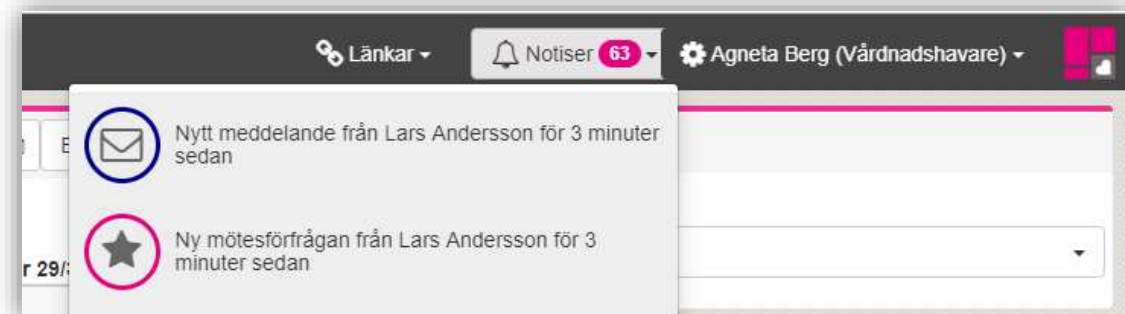 Länkar
Notiser 63
Agneta Berg (Vårdnadshavare)
Nytt meddelande från Lars Andersson för 3 minuter
sedan
Ny mötesförfrågan från Lars Andersson för 3
minuter sedan
r 29/